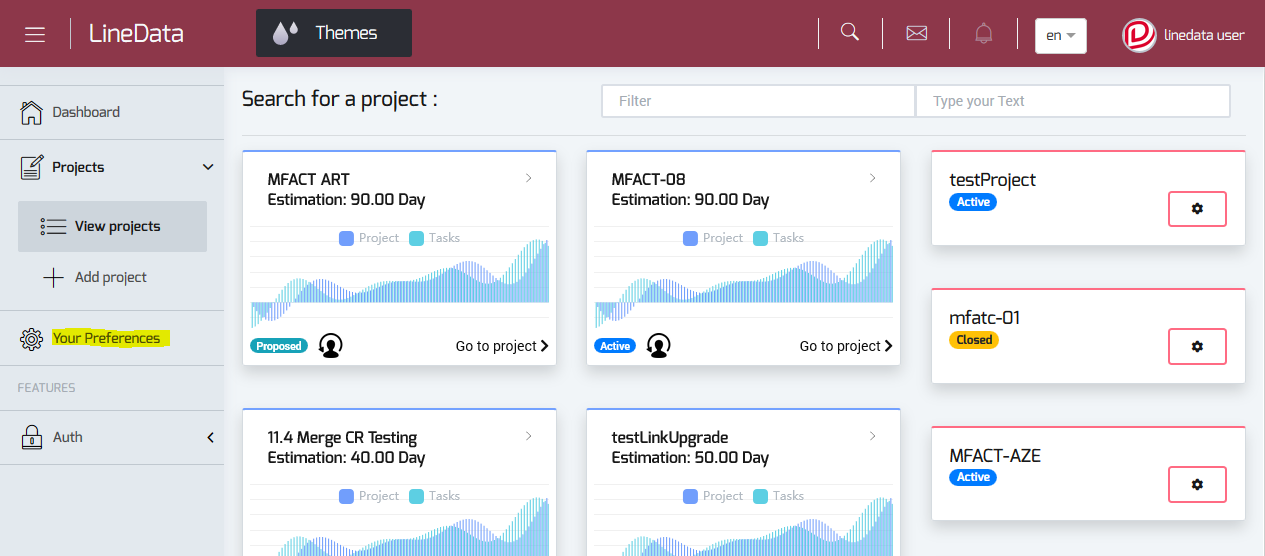 LineData
Themes
en
linedata user
Dashboard
Projects
View projects
Add project
Your Preferences
FEATURES
Auth
Search for a project :
Filter
Type your Text
MFACT ART
Estimation: 90.00 Day
Project Tasks
Proposed
Go to project
MFACT-08
Estimation: 90.00 Day
Project Tasks
Active
Go to project
testProject
Active
mfatc-01
Closed
11.4 Merge CR Testing
Estimation: 40.00 Day
Project Tasks
testLinkUpgrade
Estimation: 50.00 Day
Project Tasks
MFACT-AZE
Active